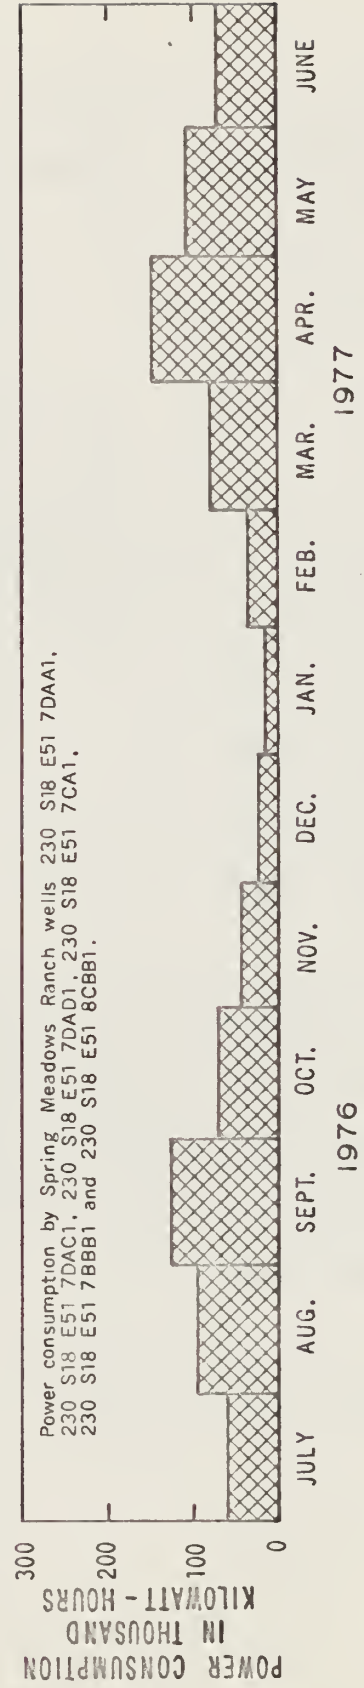 POWER CONSUMPTION
IN THOUSAND
KILOWATT-HOURS
300
200
100
0
Power consumption by Spring Meadows Ranch wells 230 S18 E51 7DAA1,
230 S18 E51 7DAC1, 230 S18 E51 7DAD1, 230 S18 E51 7CA1,
230 S18 E51 7BBB1 and 230 S18 E51 8CBB1.
JULY AUG. SEPT. OCT. NOV. DEC. JAN. FEB. MAR. APR. MAY JUNE
1976 1977